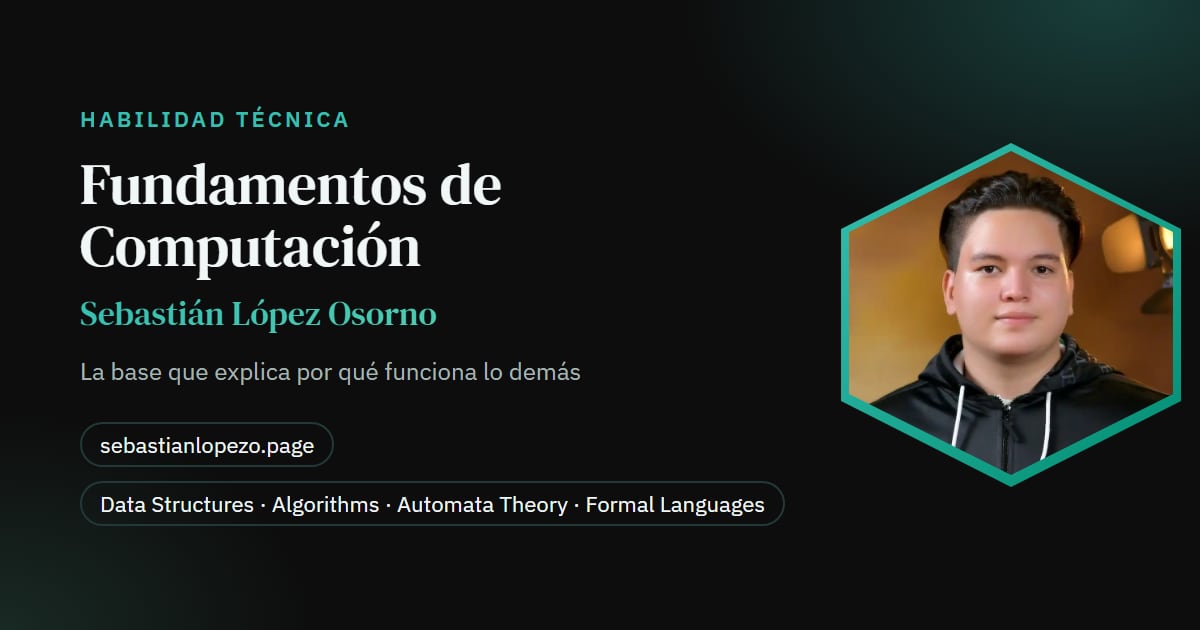 HABILIDAD TÉCNICA
Fundamentos de
Computación
Sebastián López Osorno
La base que explica por qué funciona lo demás
sebastianlopezo.page
Data Structures · Algorithms · Automata Theory · Formal Languages